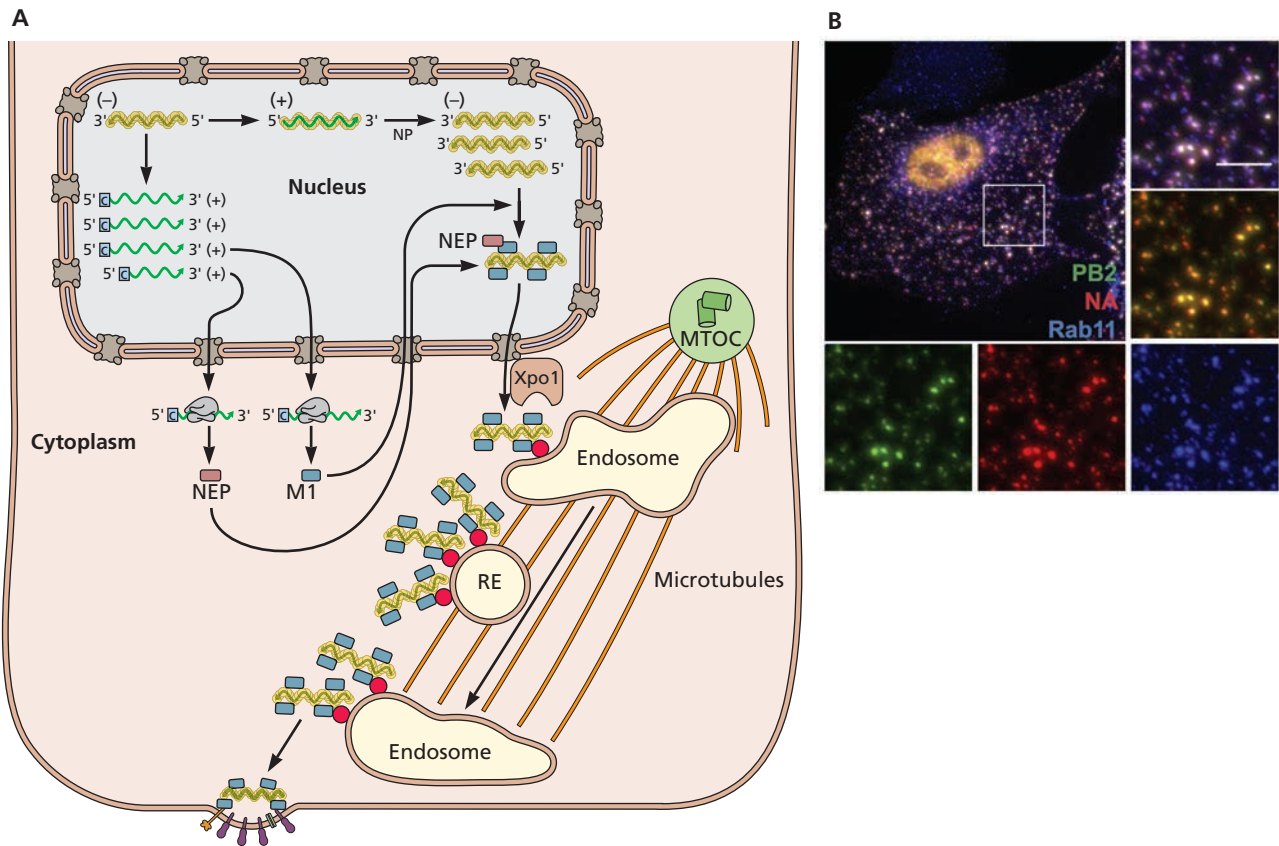 A
B
(–)
(+)
(–)
3'
5'
5'
3'
3'
5'
NP
3'
5'
3'
5'
Nucleus
5'
C
3' (+)
5'
C
3' (+)
5'
C
3' (+)
5'
C
3' (+)
NEP
MTOC
Xpo1
5'
C
3'
5'
C
3'
Cytoplasm
NEP
M1
Endosome
RE
Microtubules
Endosome
PB2
NA
Rab11